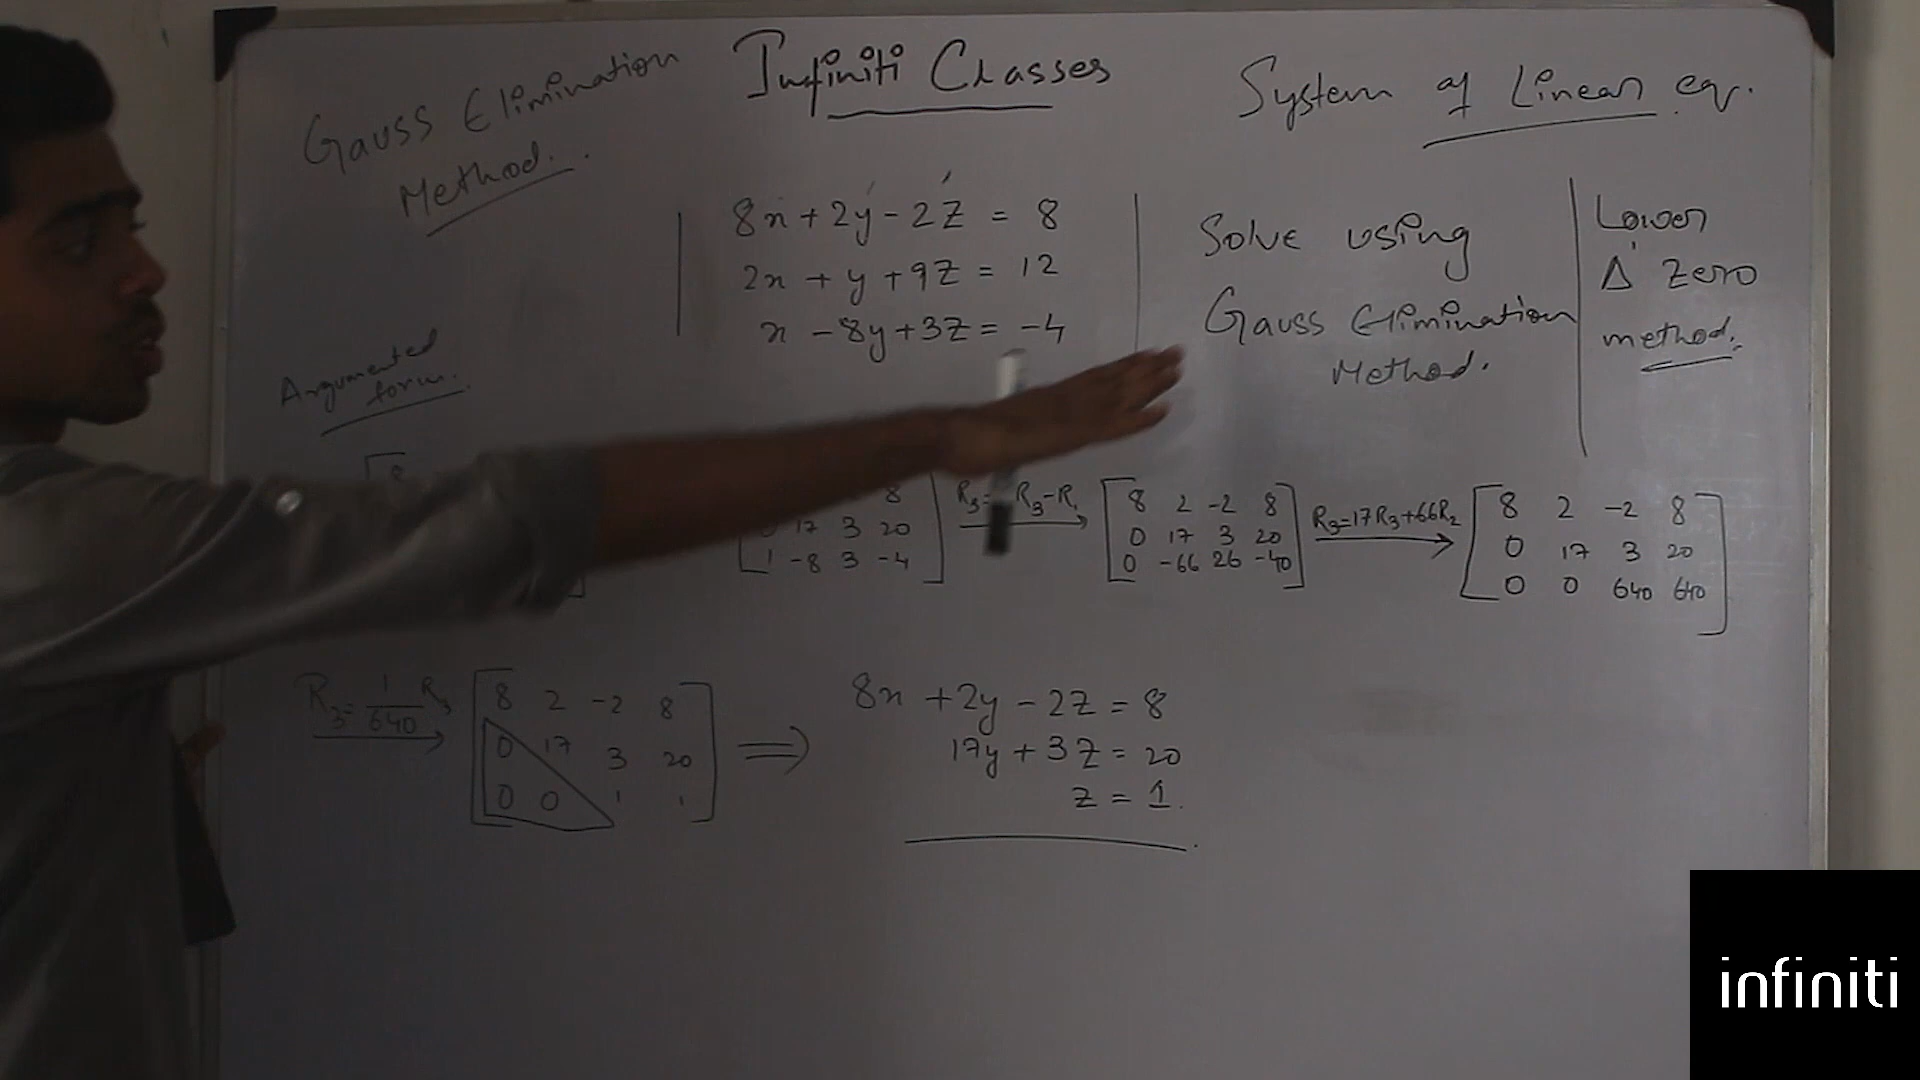 Gauss Elimination
Method.
Infiniti Classes
System of Linear eq.
8x + 2y - 2z = 8
2x + y + 9z = 12
x - 8y + 3z = -4
Solve using
Gauss Elimination
Method.
Lower
Δ zero
method.
Argumented
form.
8
17 3 20
1 -8 3 -4
R3= R3-R1
8 2 -2 8
0 17 3 20
0 -66 26 -40
R3=17R3+66R2
8 2 -2 8
0 17 3 20
0 0 640 640
R3= 1/640 R3
8 2 -2 8
0 17 3 20
0 0 1 1
⇒
8x + 2y - 2z = 8
17y + 3z = 20
z = 1.
infiniti